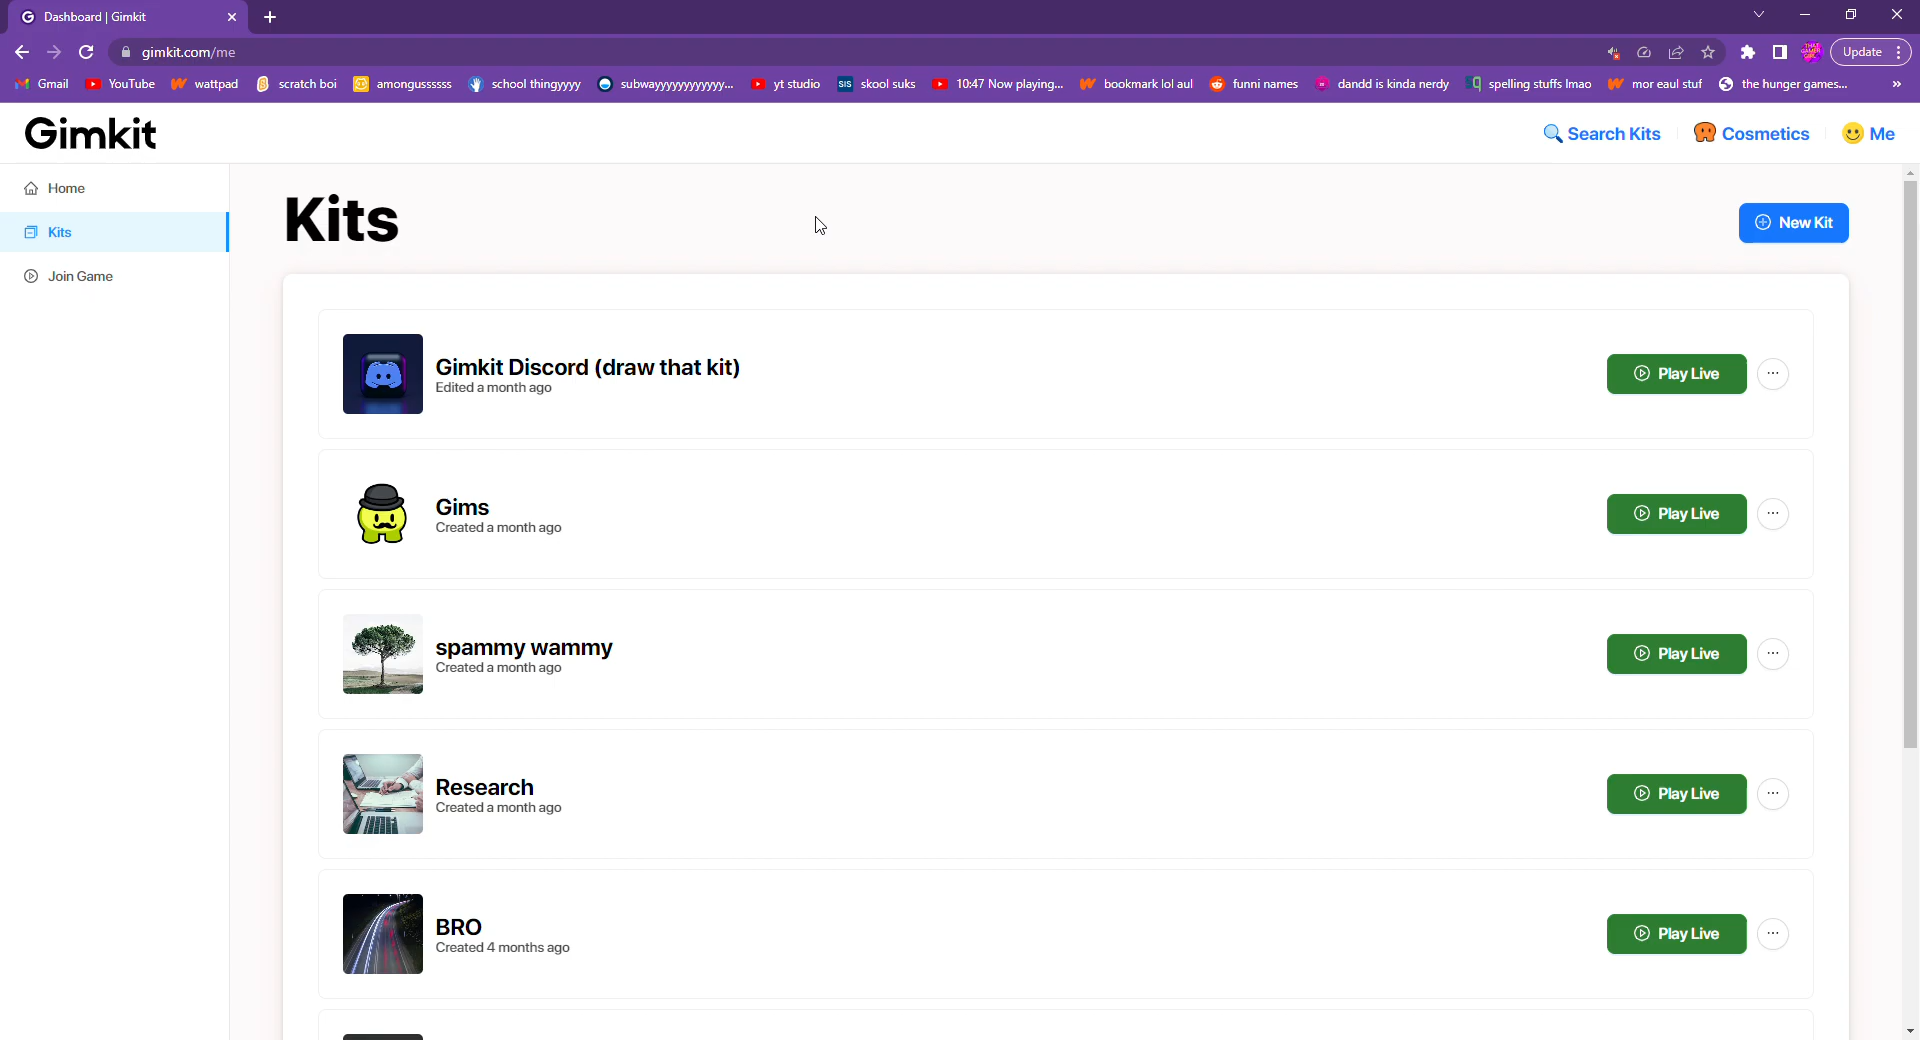 Dashboard | Gimkit
gimkit.com/me
Update
Gmail YouTube wattpad scratch boi amongussssss school thingyyyy subwayyyyyyyyyyyy... yt studio SIS skool suks 10:47 Now playing... bookmark lol aul funni names dandd is kinda nerdy spelling stuffs lmao mor eaul stuf the hunger games... »
Gimkit
Search Kits Cosmetics Me
Home
Kits
Join Game
Kits
New Kit
Gimkit Discord (draw that kit)
Edited a month ago
Play Live
Gims
Created a month ago
Play Live
spammy wammy
Created a month ago
Play Live
Research
Created a month ago
Play Live
BRO
Created 4 months ago
Play Live